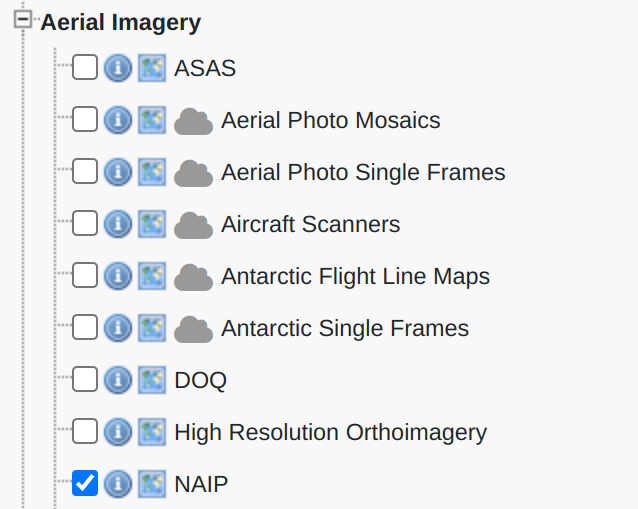 Aerial Imagery
ASAS
Aerial Photo Mosaics
Aerial Photo Single Frames
Aircraft Scanners
Antarctic Flight Line Maps
Antarctic Single Frames
DOQ
High Resolution Orthoimagery
NAIP